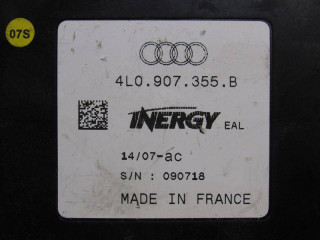 07S
4L0.907.355.B
INERGY EAL
14/07-ac
S/N : 090718
MADE IN FRANCE